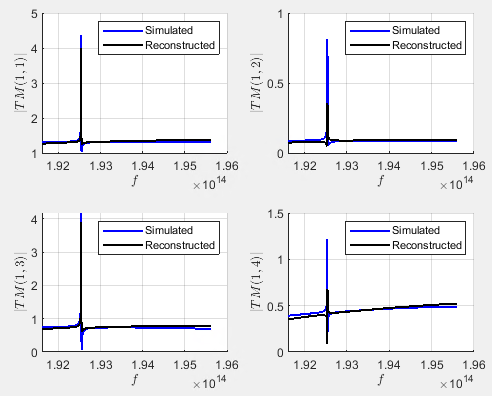 5
4
3
2
1
|TM(1,1)|
Simulated
Reconstructed
1.92 1.93 1.94 1.95 1.96
f
×10^14
1
0.5
0
|TM(1,2)|
Simulated
Reconstructed
1.92 1.93 1.94 1.95 1.96
f
×10^14
4
3
2
1
0
|TM(1,3)|
Simulated
Reconstructed
1.92 1.93 1.94 1.95 1.96
f
×10^14
1.5
1
0.5
0
|TM(1,4)|
Simulated
Reconstructed
1.92 1.93 1.94 1.95 1.96
f
×10^14